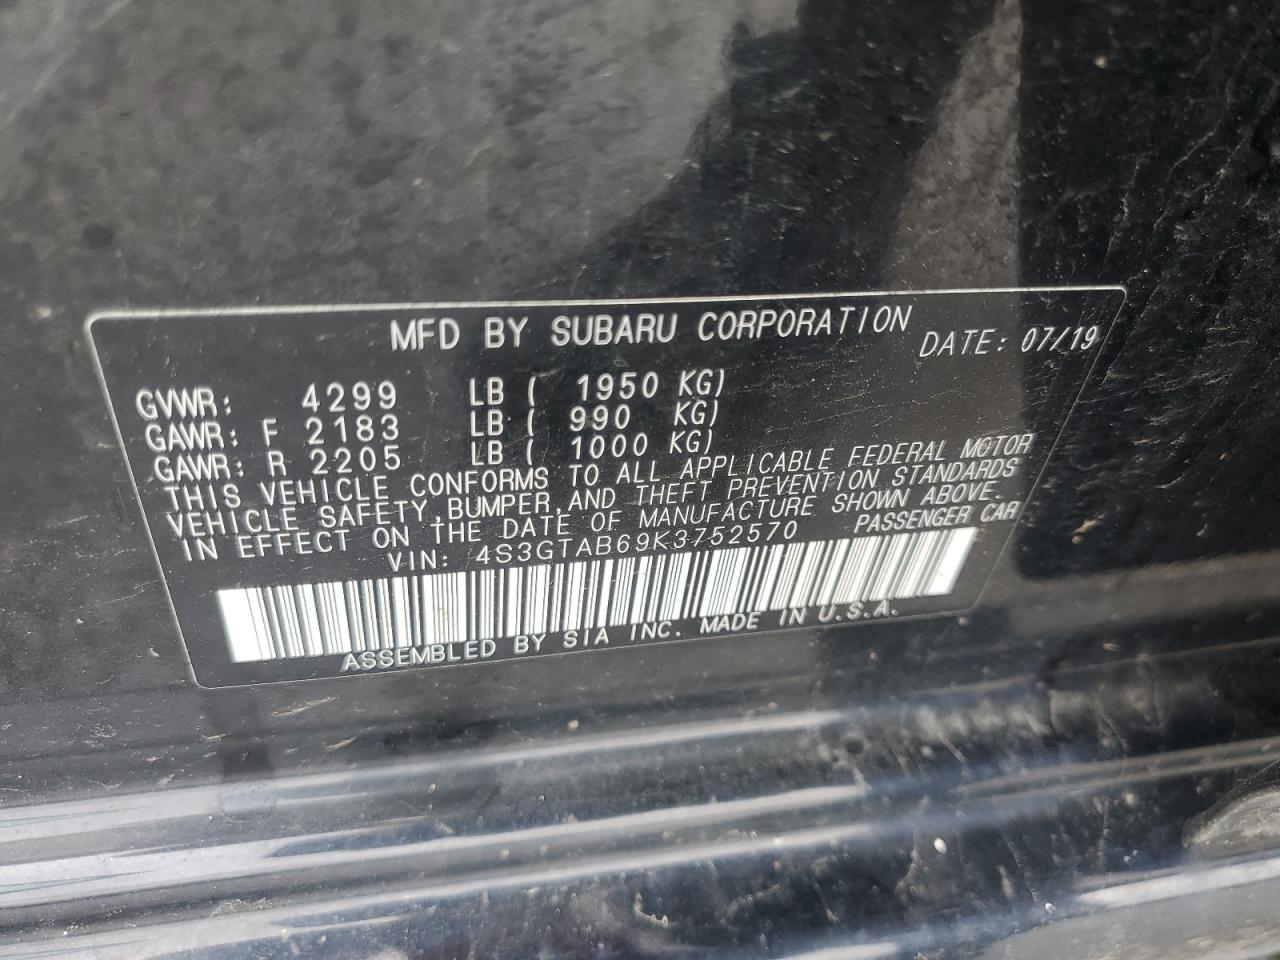 MFD BY SUBARU CORPORATION DATE: 07/19
GVWR: 4299 LB ( 1950 KG)
GAWR: F 2183 LB ( 990 KG)
GAWR: R 2205 LB ( 1000 KG)
THIS VEHICLE CONFORMS TO ALL APPLICABLE FEDERAL MOTOR
VEHICLE SAFETY,BUMPER,AND THEFT PREVENTION STANDARDS
IN EFFECT ON THE DATE OF MANUFACTURE SHOWN ABOVE.
VIN: 4S3GTAB69K3752570 PASSENGER CAR
ASSEMBLED BY SIA INC. MADE IN U.S.A.